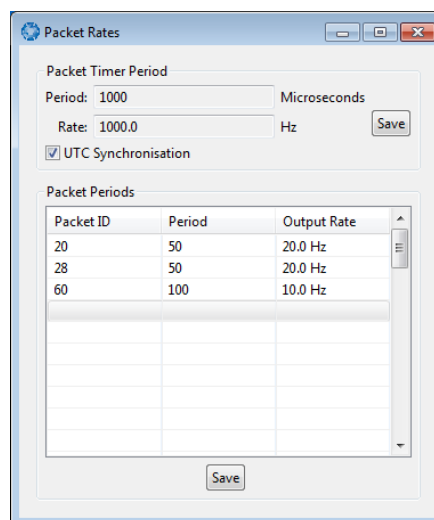 Packet Rates
Packet Timer Period
Period: 1000 Microseconds
Rate: 1000.0 Hz Save
UTC Synchronisation
Packet Periods
Packet ID Period Output Rate
20 50 20.0 Hz
28 50 20.0 Hz
60 100 10.0 Hz
Save